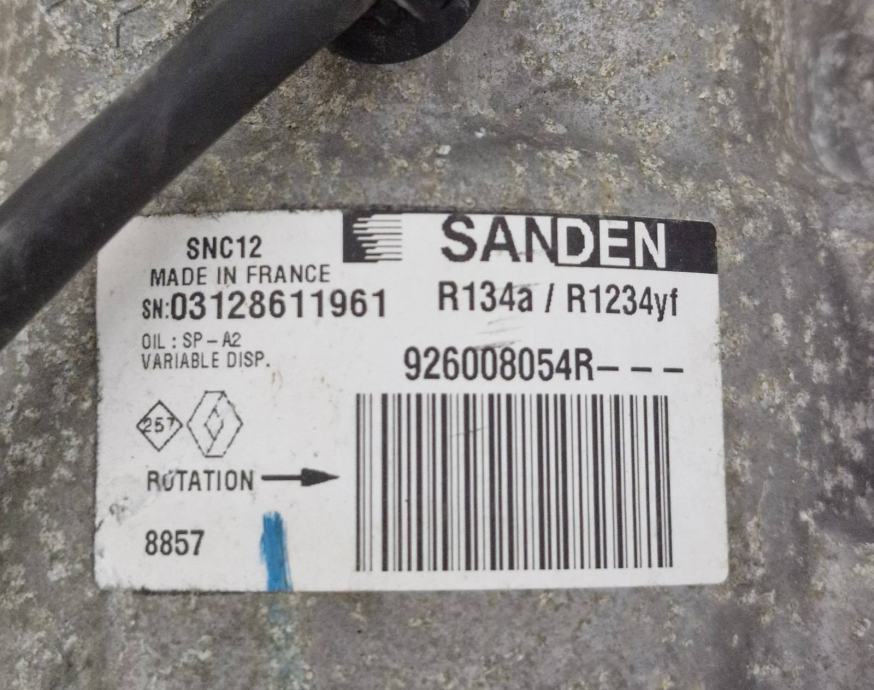 SNC12
MADE IN FRANCE
SN:03128611961
OIL : SP-A2
VARIABLE DISP.
SANDEN
R134a / R1234yf
926008054R---
257
ROTATION
8857